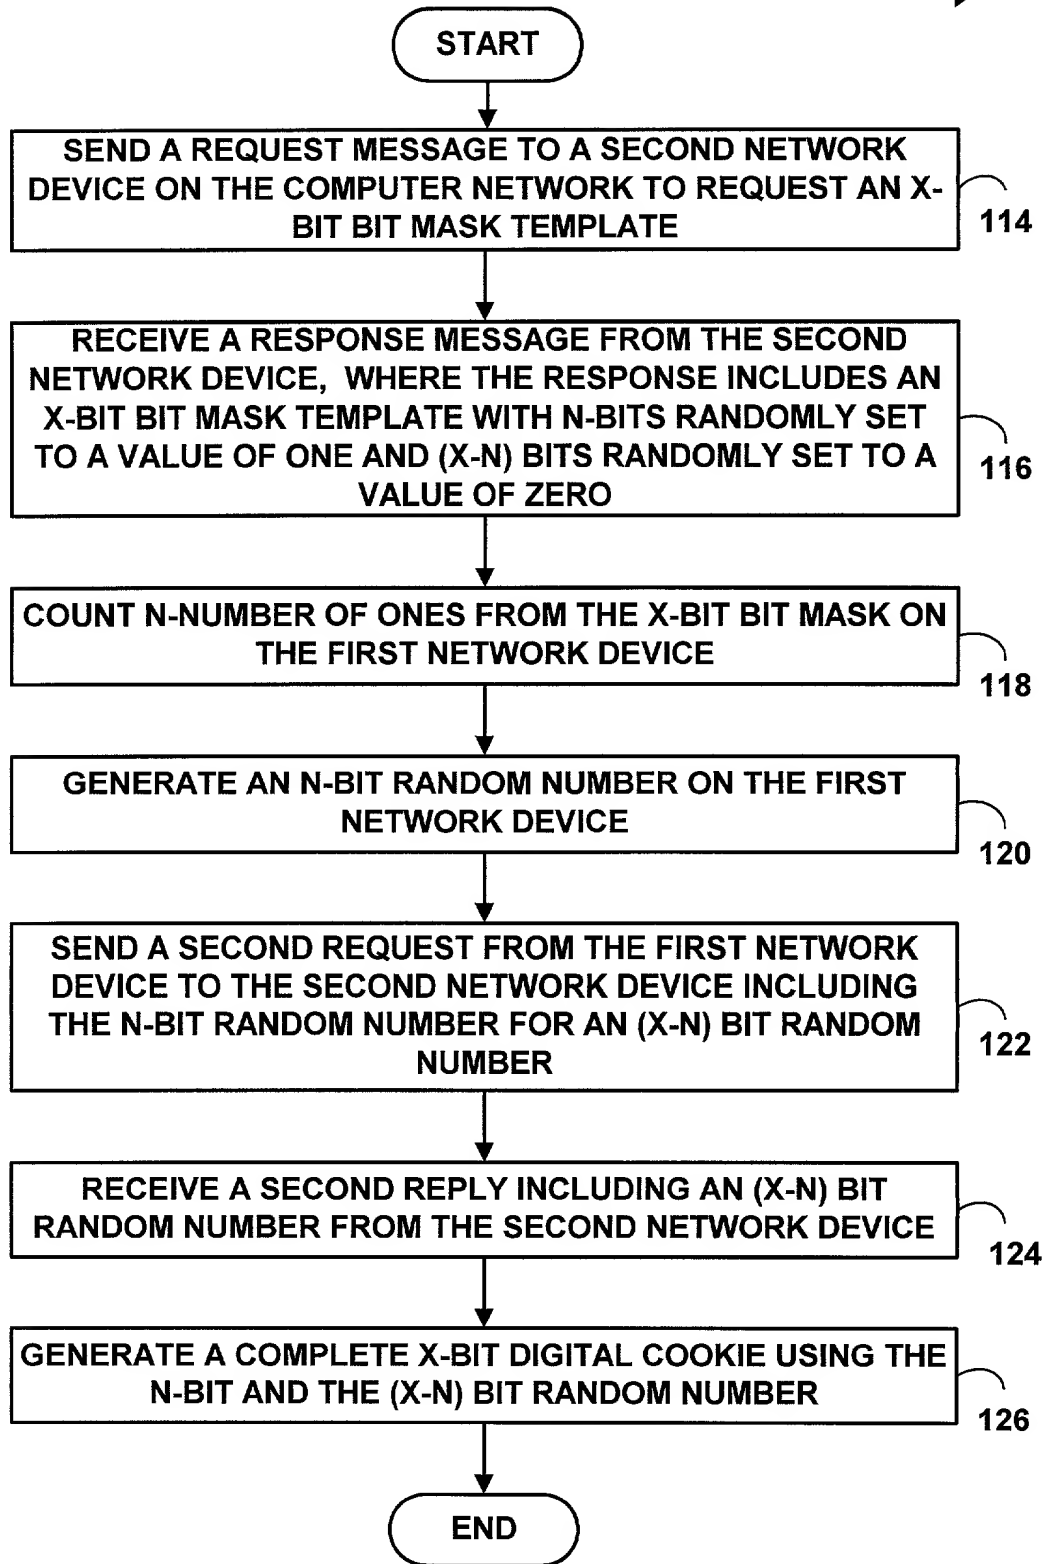 START
SEND A REQUEST MESSAGE TO A SECOND NETWORK
DEVICE ON THE COMPUTER NETWORK TO REQUEST AN X-
BIT BIT MASK TEMPLATE
114
RECEIVE A RESPONSE MESSAGE FROM THE SECOND
NETWORK DEVICE, WHERE THE RESPONSE INCLUDES AN
X-BIT BIT MASK TEMPLATE WITH N-BITS RANDOMLY SET
TO A VALUE OF ONE AND (X-N) BITS RANDOMLY SET TO A
VALUE OF ZERO
116
COUNT N-NUMBER OF ONES FROM THE X-BIT BIT MASK ON
THE FIRST NETWORK DEVICE
118
GENERATE AN N-BIT RANDOM NUMBER ON THE FIRST
NETWORK DEVICE
120
SEND A SECOND REQUEST FROM THE FIRST NETWORK
DEVICE TO THE SECOND NETWORK DEVICE INCLUDING
THE N-BIT RANDOM NUMBER FOR AN (X-N) BIT RANDOM
NUMBER
122
RECEIVE A SECOND REPLY INCLUDING AN (X-N) BIT
RANDOM NUMBER FROM THE SECOND NETWORK DEVICE
124
GENERATE A COMPLETE X-BIT DIGITAL COOKIE USING THE
N-BIT AND THE (X-N) BIT RANDOM NUMBER
126
END